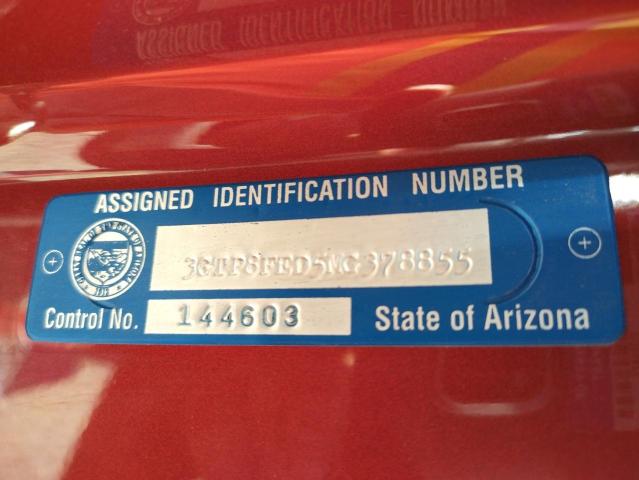 ASSIGNED IDENTIFICATION NUMBER
3GTP8FED5MG378855
Control No. 144603 State of Arizona